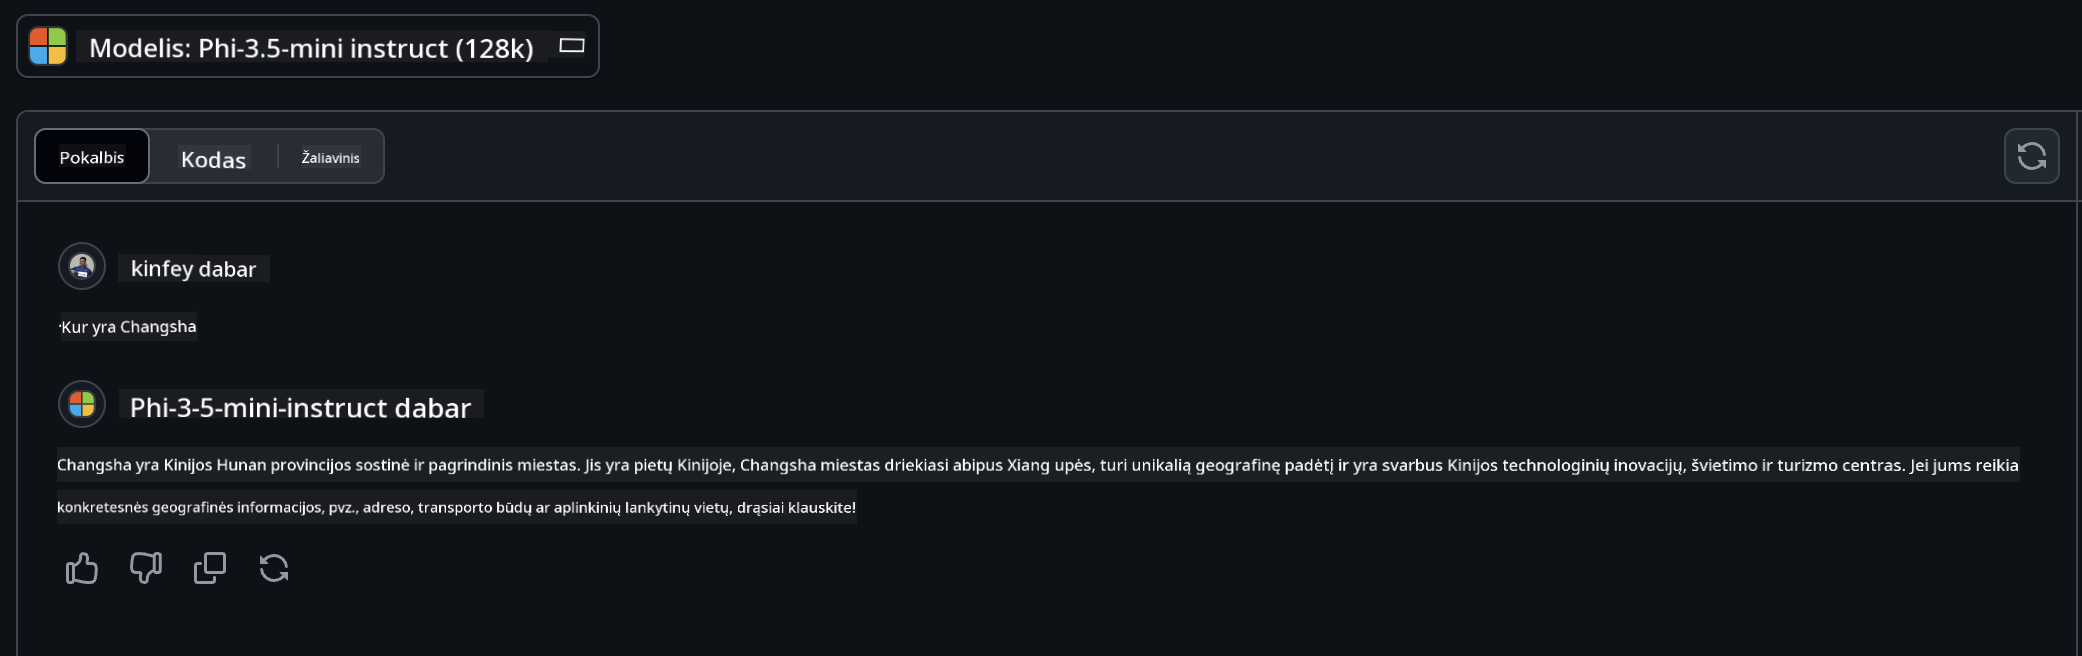 Modelis: Phi-3.5-mini instruct (128k)
Pokalbis Kodas Žaliavinis
kinfey dabar
Kur yra Changsha
Phi-3-5-mini-instruct dabar
Changsha yra Kinijos Hunan provincijos sostinė ir pagrindinis miestas. Jis yra pietų Kinijoje, Changsha miestas driekiasi abipus Xiang upės, turi unikalią geografinę padėtį ir yra svarbus Kinijos technologinių inovacijų, švietimo ir turizmo centras. Jei jums reikia
konkretesnės geografinės informacijos, pvz., adreso, transporto būdų ar aplinkinių lankytinų vietų, drąsiai klauskite!